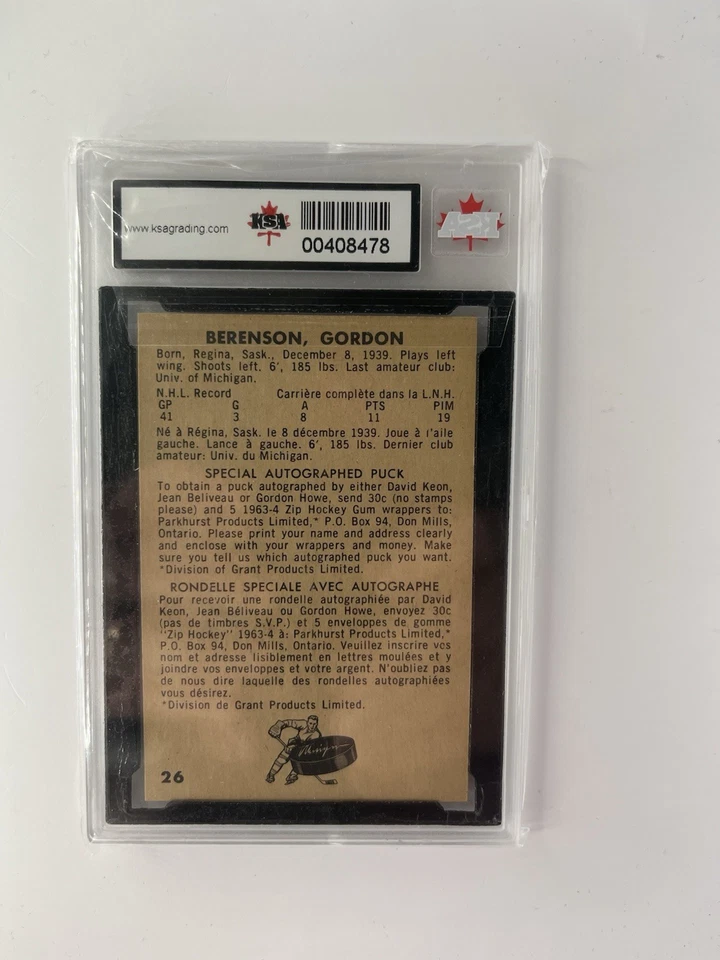 www.ksagrading.com
KSA
00408478
KSA
BERENSON, GORDON
Born, Regina, Sask., December 8, 1939. Plays left
wing. Shoots left. 6', 185 lbs. Last amateur club:
Univ. of Michigan.
N.H.L. Record Carrière complète dans la L.N.H.
GP G A PTS PIM
41 3 8 11 19
Né à Régina, Sask. le 8 décembre 1939. Joue à l'aile
gauche. Lance à gauche. 6', 185 lbs. Dernier club
amateur: Univ. du Michigan.
SPECIAL AUTOGRAPHED PUCK
To obtain a puck autographed by either David Keon,
Jean Beliveau or Gordon Howe, send 30c (no stamps
please) and 5 1963-4 Zip Hockey Gum wrappers to:
Parkhurst Products Limited,* P.O. Box 94, Don Mills,
Ontario. Please print your name and address clearly
and enclose with your wrappers and money. Make
sure you tell us which autographed puck you want.
*Division of Grant Products Limited.
RONDELLE SPECIALE AVEC AUTOGRAPHE
Pour recevoir une rondelle autographiée par David
Keon, Jean Béliveau ou Gordon Howe, envoyez 30c
(pas de timbres S.V.P.) et 5 enveloppes de gomme
"Zip Hockey" 1963-4 à: Parkhurst Products Limited,*
P.O. Box 94, Don Mills, Ontario. Veuillez inscrire vos
nom et adresse lisiblement en lettres moulées et y
joindre vos enveloppes et votre argent. N'oubliez pas
de nous dire laquelle des rondelles autographiées
vous désirez.
*Division de Grant Products Limited.
26